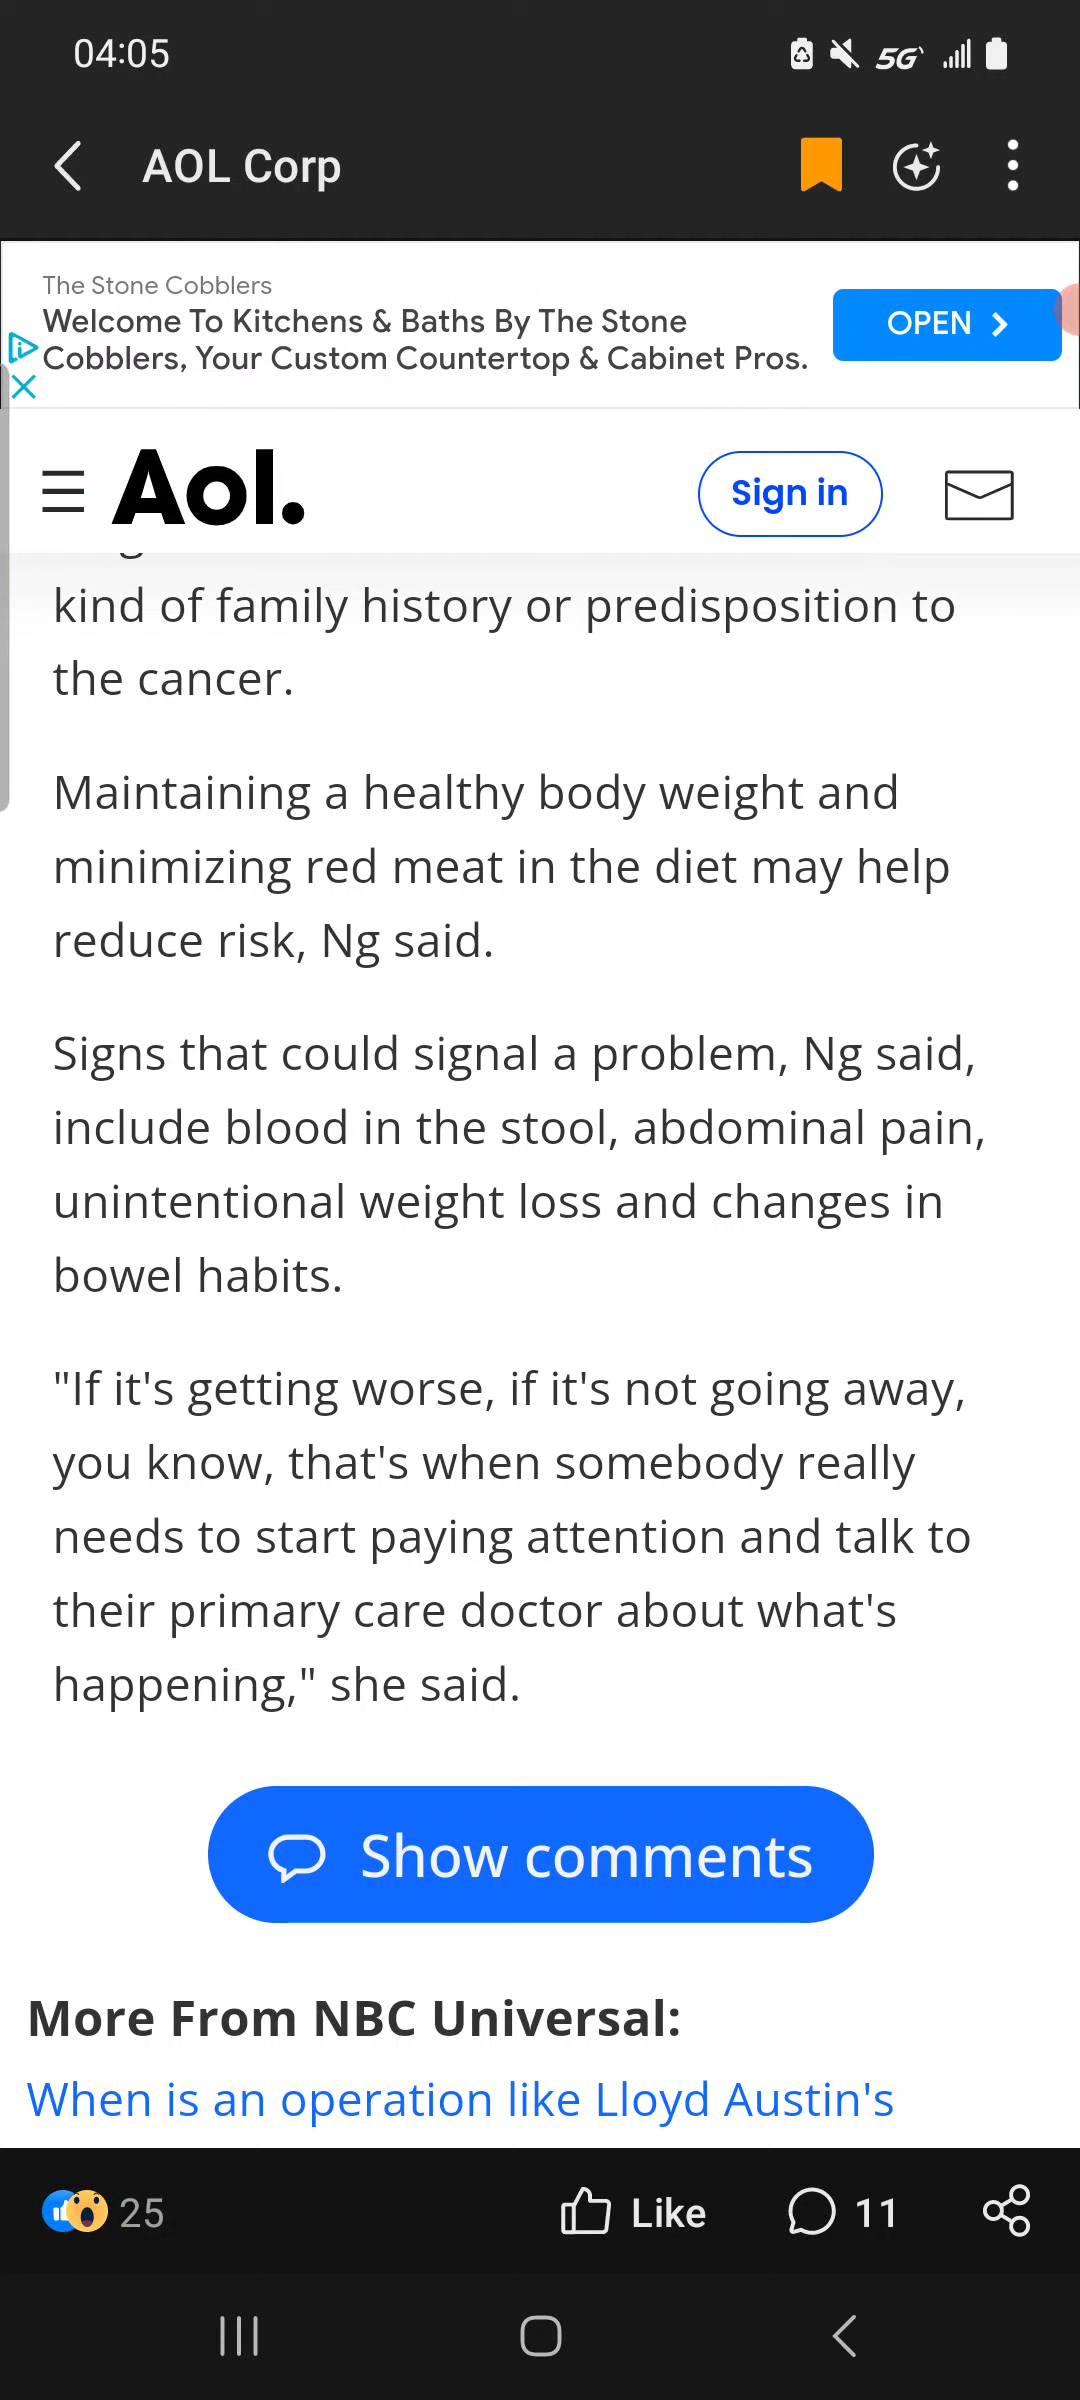 04:05
5G
AOL Corp
The Stone Cobblers
Welcome To Kitchens & Baths By The Stone
Cobblers, Your Custom Countertop & Cabinet Pros.
OPEN
Aol.
Sign in
kind of family history or predisposition to
the cancer.
Maintaining a healthy body weight and
minimizing red meat in the diet may help
reduce risk, Ng said.
Signs that could signal a problem, Ng said,
include blood in the stool, abdominal pain,
unintentional weight loss and changes in
bowel habits.
"If it's getting worse, if it's not going away,
you know, that's when somebody really
needs to start paying attention and talk to
their primary care doctor about what's
happening," she said.
Show comments
More From NBC Universal:
When is an operation like Lloyd Austin's
25
Like
11